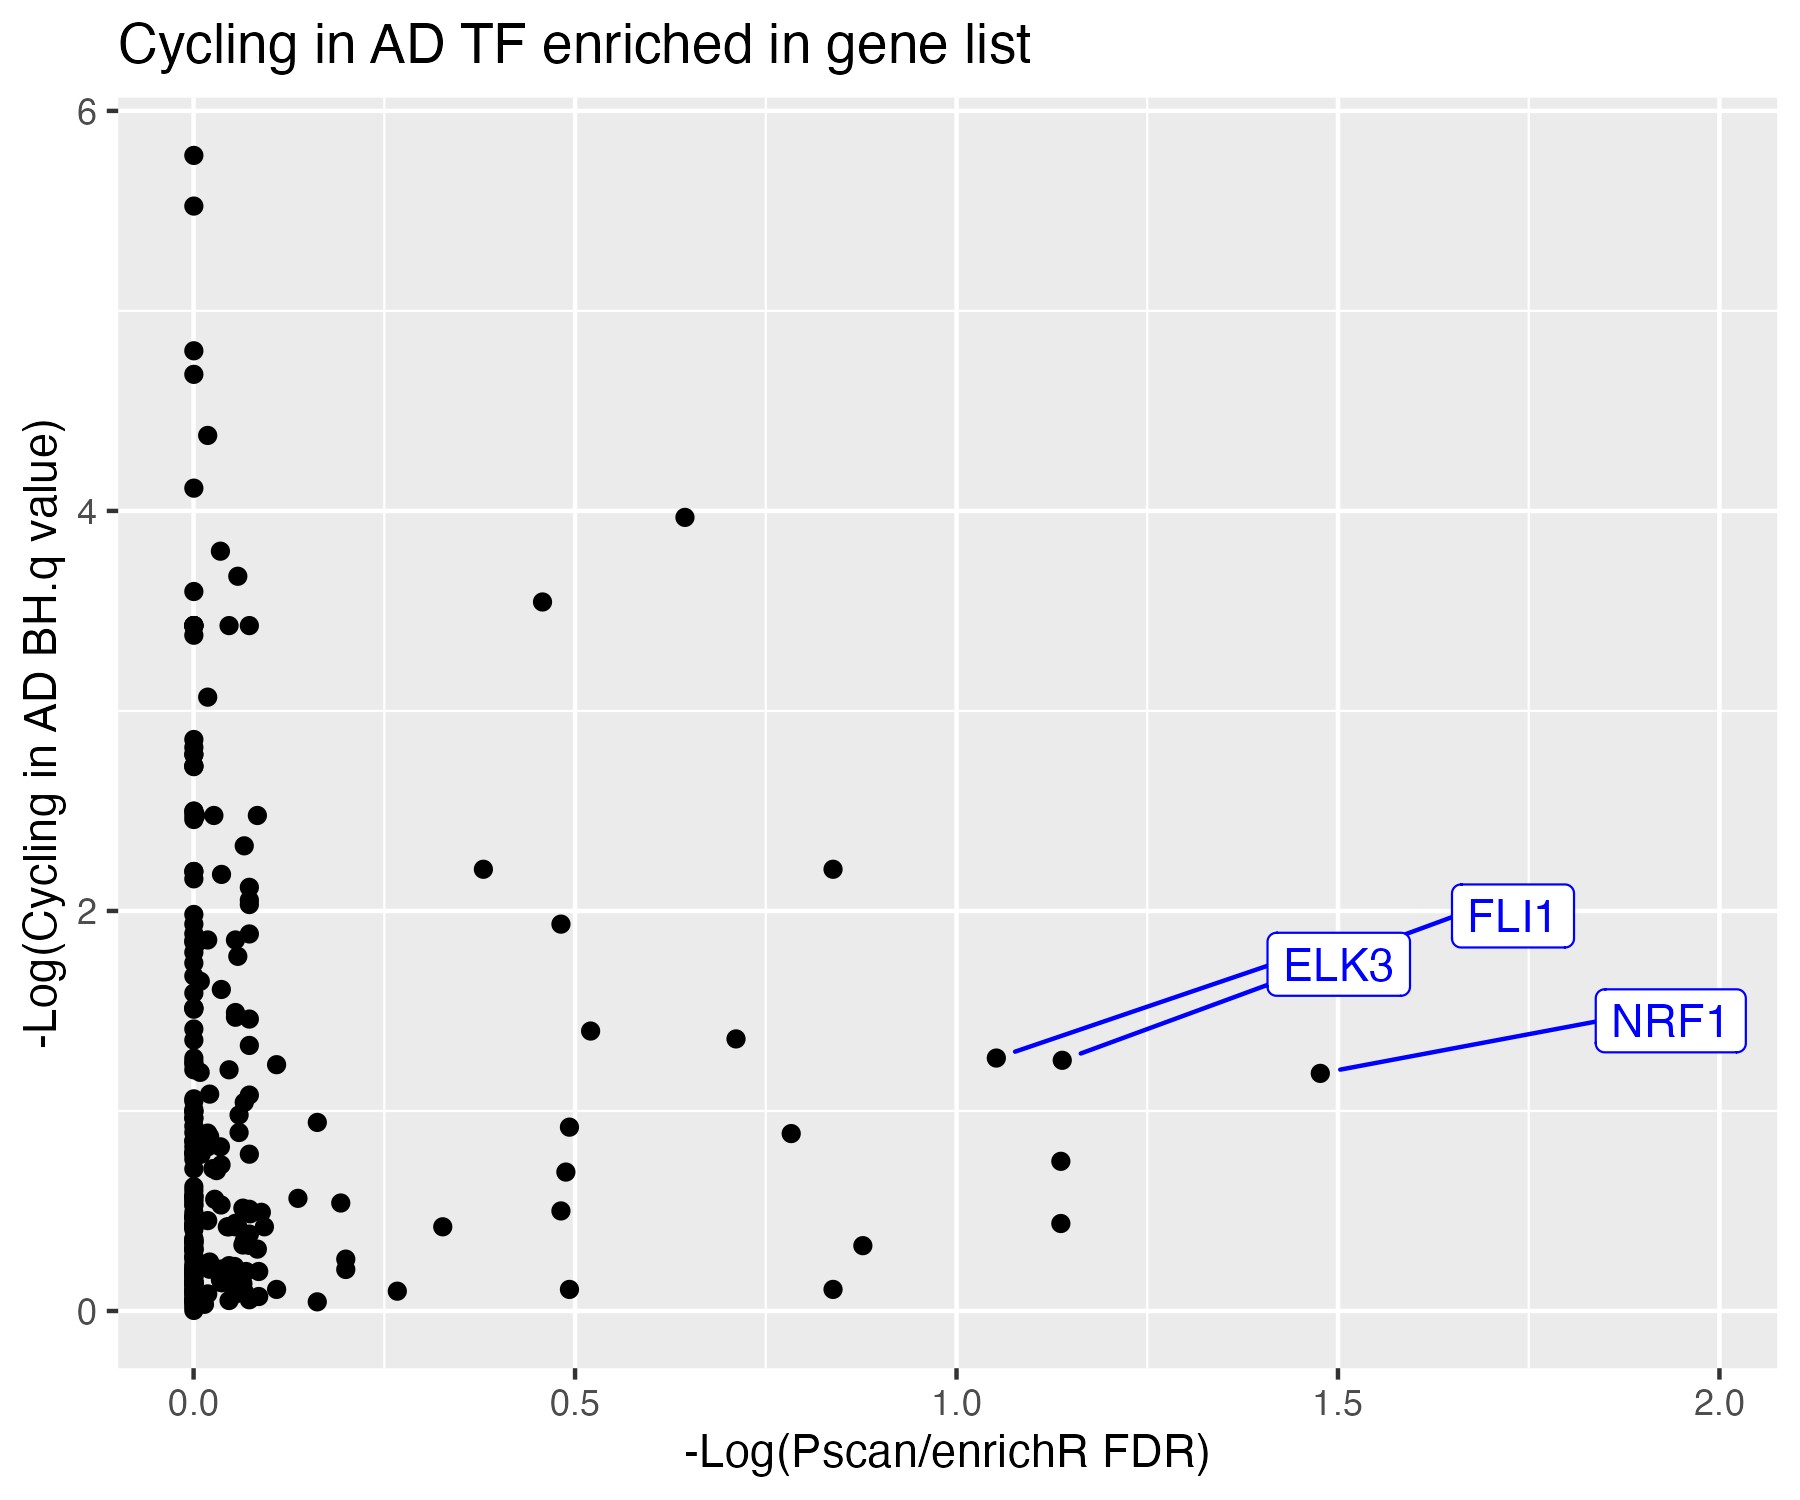 Cycling in AD TF enriched in gene list
-Log(Cycling in AD BH.q value)
6
4
2
0
FLI1
ELK3
NRF1
0.0 0.5 1.0 1.5 2.0
-Log(Pscan/enrichR FDR)